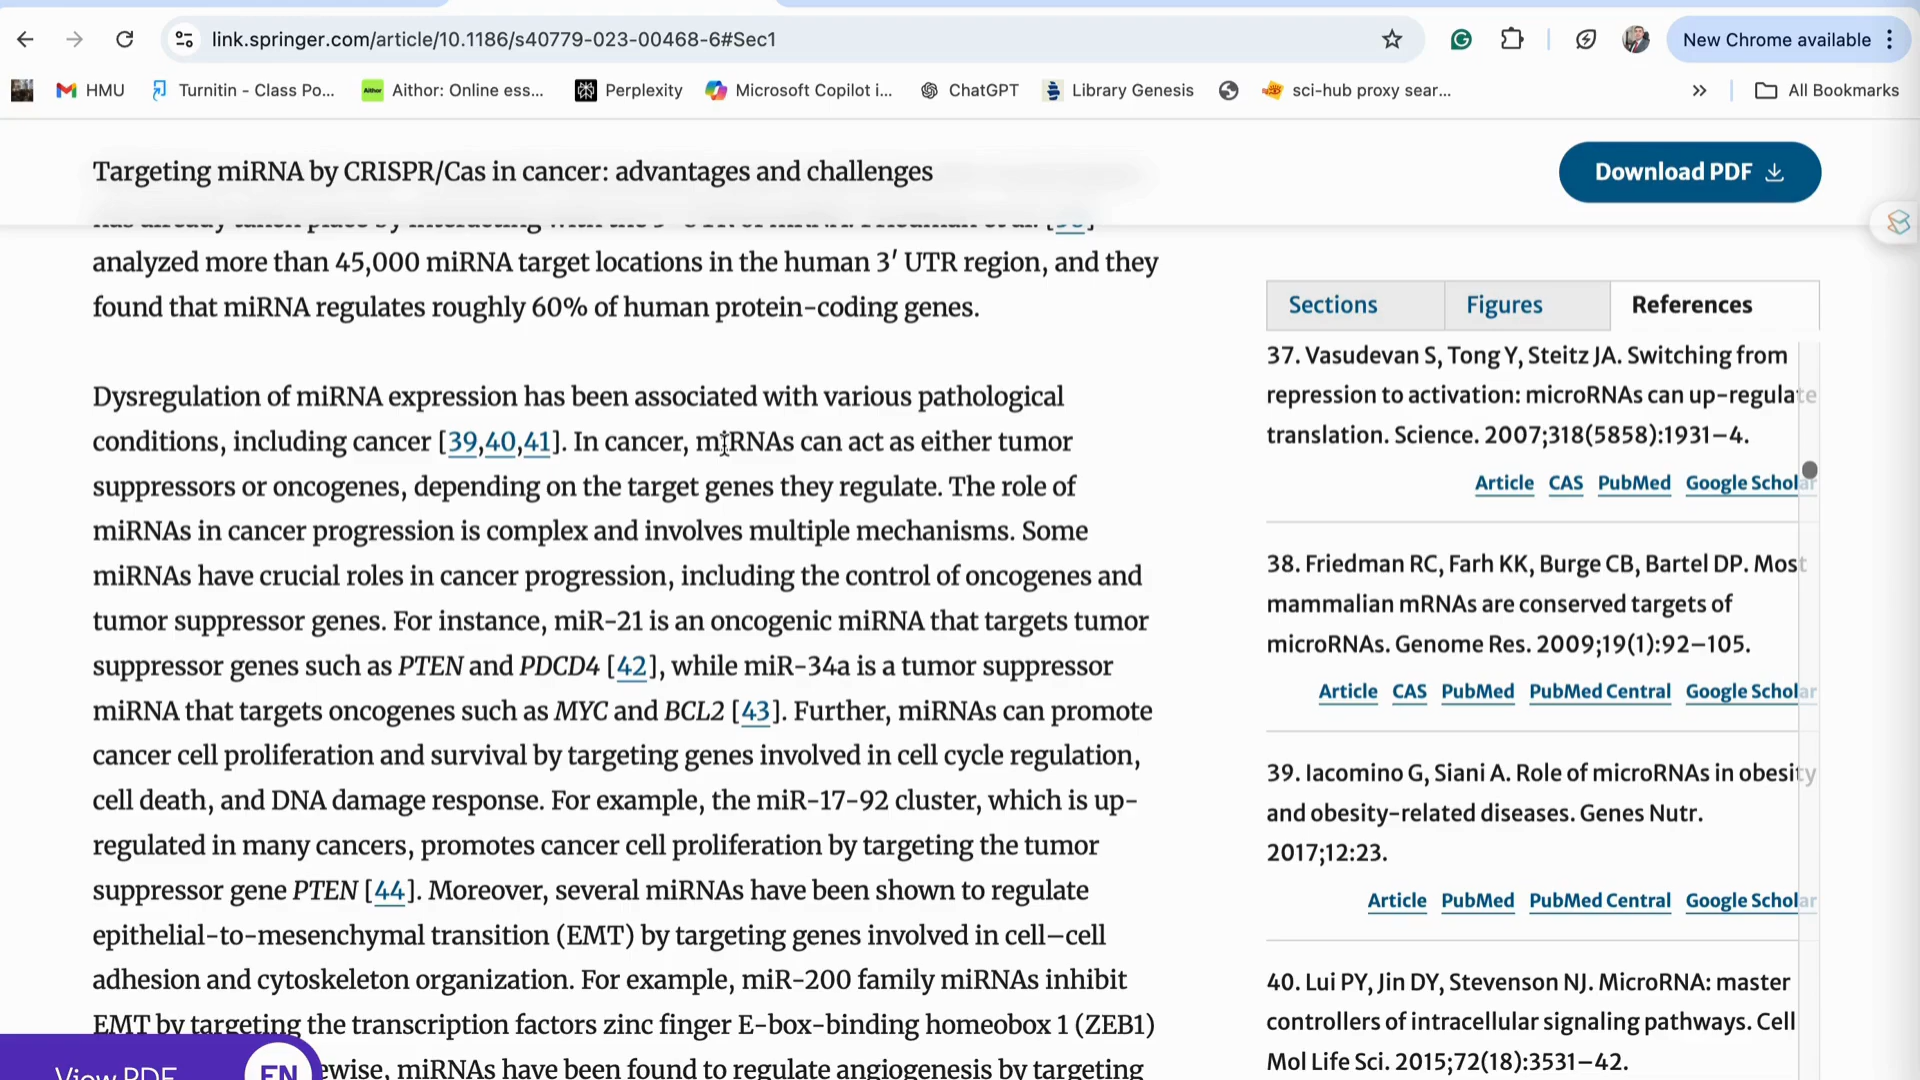 link.springer.com/article/10.1186/s40779-023-00468-6#Sec1
New Chrome available
HMU
Turnitin - Class Po...
Aithor: Online ess...
Perplexity
Microsoft Copilot i...
ChatGPT
Library Genesis
sci-hub proxy sear...
All Bookmarks
Targeting miRNA by CRISPR/Cas in cancer: advantages and challenges
Download PDF
analyzed more than 45,000 miRNA target locations in the human 3′ UTR region, and they
found that miRNA regulates roughly 60% of human protein-coding genes.
Dysregulation of miRNA expression has been associated with various pathological
conditions, including cancer [39,40,41]. In cancer, miRNAs can act as either tumor
suppressors or oncogenes, depending on the target genes they regulate. The role of
miRNAs in cancer progression is complex and involves multiple mechanisms. Some
miRNAs have crucial roles in cancer progression, including the control of oncogenes and
tumor suppressor genes. For instance, miR-21 is an oncogenic miRNA that targets tumor
suppressor genes such as PTEN and PDCD4 [42], while miR-34a is a tumor suppressor
miRNA that targets oncogenes such as MYC and BCL2 [43]. Further, miRNAs can promote
cancer cell proliferation and survival by targeting genes involved in cell cycle regulation,
cell death, and DNA damage response. For example, the miR-17-92 cluster, which is up-
regulated in many cancers, promotes cancer cell proliferation by targeting the tumor
suppressor gene PTEN [44]. Moreover, several miRNAs have been shown to regulate
epithelial-to-mesenchymal transition (EMT) by targeting genes involved in cell–cell
adhesion and cytoskeleton organization. For example, miR-200 family miRNAs inhibit
EMT by targeting the transcription factors zinc finger E-box-binding homeobox 1 (ZEB1)
ewise, miRNAs have been found to regulate angiogenesis by targeting
View PDF
EN
Sections
Figures
References
37. Vasudevan S, Tong Y, Steitz JA. Switching from
repression to activation: microRNAs can up-regulate
translation. Science. 2007;318(5858):1931–4.
Article CAS PubMed Google Scholar
38. Friedman RC, Farh KK, Burge CB, Bartel DP. Most
mammalian mRNAs are conserved targets of
microRNAs. Genome Res. 2009;19(1):92–105.
Article CAS PubMed PubMed Central Google Scholar
39. Iacomino G, Siani A. Role of microRNAs in obesity
and obesity-related diseases. Genes Nutr.
2017;12:23.
Article PubMed PubMed Central Google Scholar
40. Lui PY, Jin DY, Stevenson NJ. MicroRNA: master
controllers of intracellular signaling pathways. Cell
Mol Life Sci. 2015;72(18):3531–42.